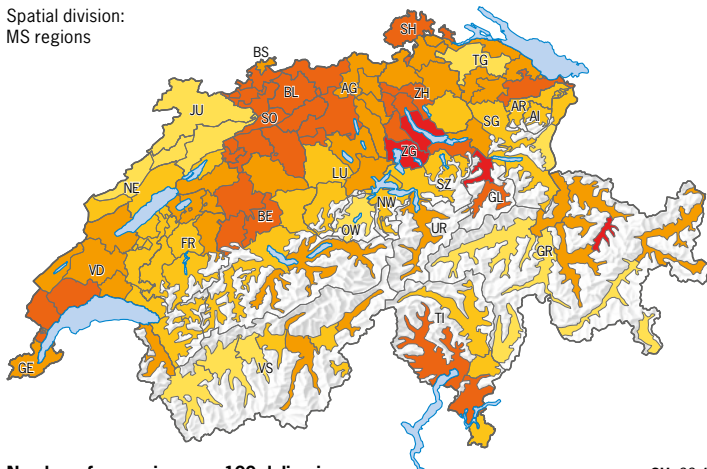 Spatial division:
MS regions
SH
BS
TG
BL
AG
ZH
JU
SO
AR
AI
SG
ZG
LU
SZ
NE
NW
GL
BE
OW
UR
FR
GR
VD
TI
VS
GE